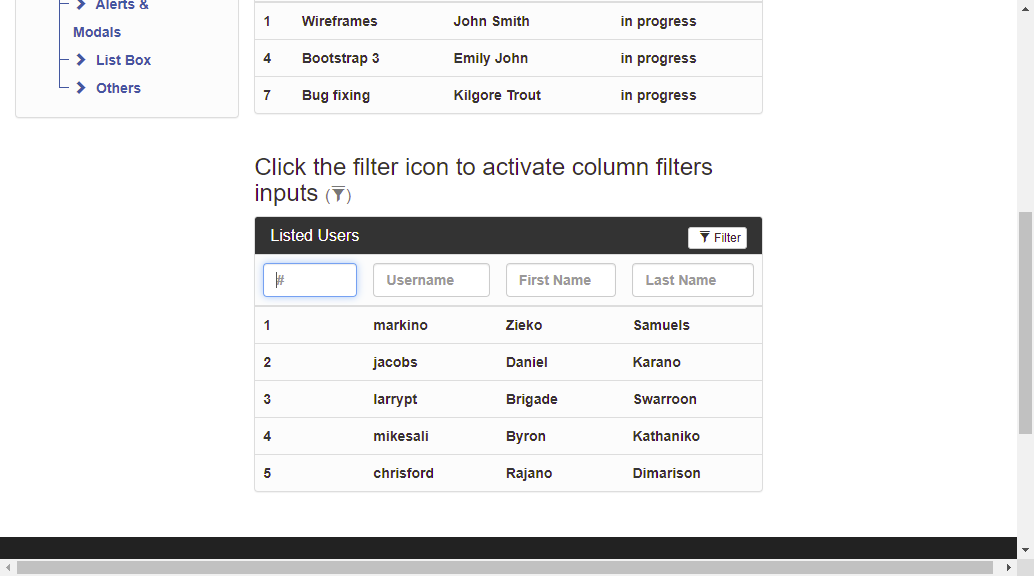 Alerts &
Modals
List Box
Others
1 Wireframes John Smith in progress
4 Bootstrap 3 Emily John in progress
7 Bug fixing Kilgore Trout in progress
Click the filter icon to activate column filters
inputs ( )
Listed Users Filter
# Username First Name Last Name
1 markino Zieko Samuels
2 jacobs Daniel Karano
3 larrypt Brigade Swarroon
4 mikesali Byron Kathaniko
5 chrisford Rajano Dimarison